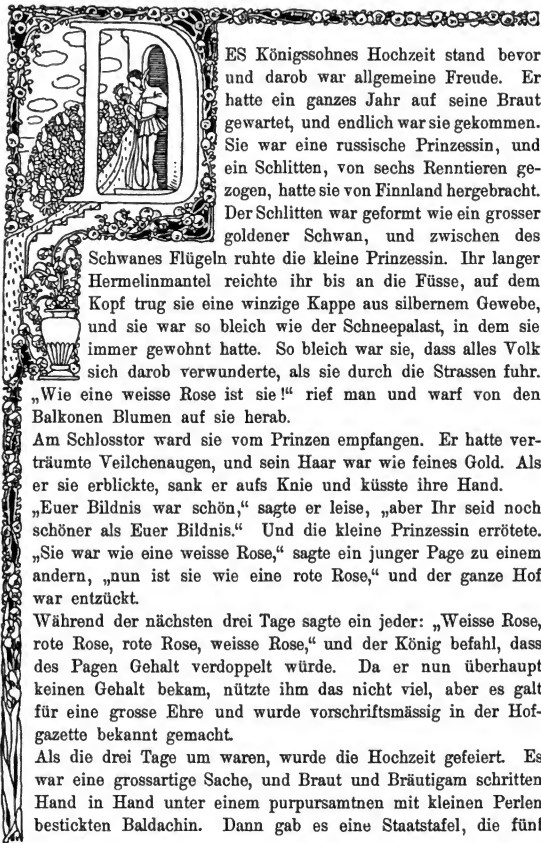 DES Königssohnes Hochzeit stand bevor
und darob war allgemeine Freude. Er
hatte ein ganzes Jahr auf seine Braut
gewartet, und endlich war sie gekommen.
Sie war eine russische Prinzessin, und
ein Schlitten, von sechs Renntieren ge-
zogen, hatte sie von Finnland hergebracht.
Der Schlitten war geformt wie ein grosser
goldener Schwan, und zwischen des
Schwanes Flügeln ruhte die kleine Prinzessin. Ihr langer
Hermelinmantel reichte ihr bis an die Füsse, auf dem
Kopf trug sie eine winzige Kappe aus silbernem Gewebe,
und sie war so bleich wie der Schneepalast, in dem sie
immer gewohnt hatte. So bleich war sie, dass alles Volk
sich darob verwunderte, als sie durch die Strassen fuhr.
„Wie eine weisse Rose ist sie!“ rief man und warf von den
Balkonen Blumen auf sie herab.
Am Schlosstor ward sie vom Prinzen empfangen. Er hatte ver-
träumte Veilchenaugen, und sein Haar war wie feines Gold. Als
er sie erblickte, sank er aufs Knie und küsste ihre Hand.
„Euer Bildnis war schön,“ sagte er leise, „aber Ihr seid noch
schöner als Euer Bildnis.“ Und die kleine Prinzessin errötete.
„Sie war wie eine weisse Rose,“ sagte ein junger Page zu einem
andern, „nun ist sie wie eine rote Rose,“ und der ganze Hof
war entzückt.
Während der nächsten drei Tage sagte ein jeder: „Weisse Rose,
rote Rose, rote Rose, weisse Rose,“ und der König befahl, dass
des Pagen Gehalt verdoppelt würde. Da er nun überhaupt
keinen Gehalt bekam, nützte ihm das nicht viel, aber es galt
für eine grosse Ehre und wurde vorschriftsmässig in der Hof-
gazette bekannt gemacht.
Als die drei Tage um waren, wurde die Hochzeit gefeiert. Es
war eine grossartige Sache, und Braut und Bräutigam schritten
Hand in Hand unter einem purpursamtnen mit kleinen Perlen
bestickten Baldachin. Dann gab es eine Staatstafel, die fünf